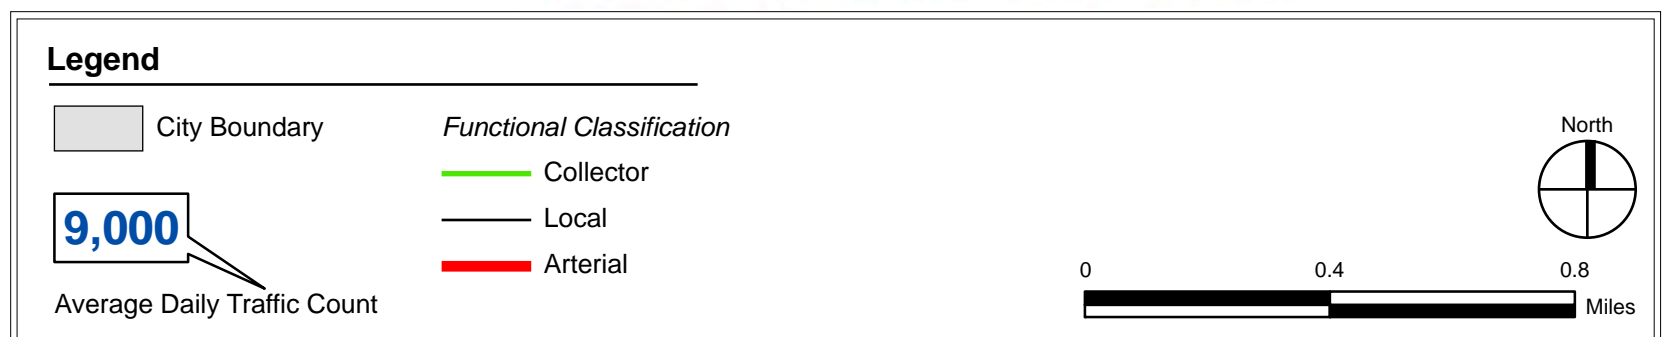 Legend
City Boundary
9,000
Average Daily Traffic Count
Functional Classification
Collector
Local
Arterial
North
0 0.4 0.8
Miles